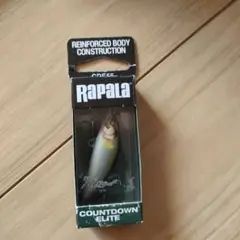 REINFORCED BODY
CONSTRUCTION
RAPALA
COUNTDOWN
ELITE